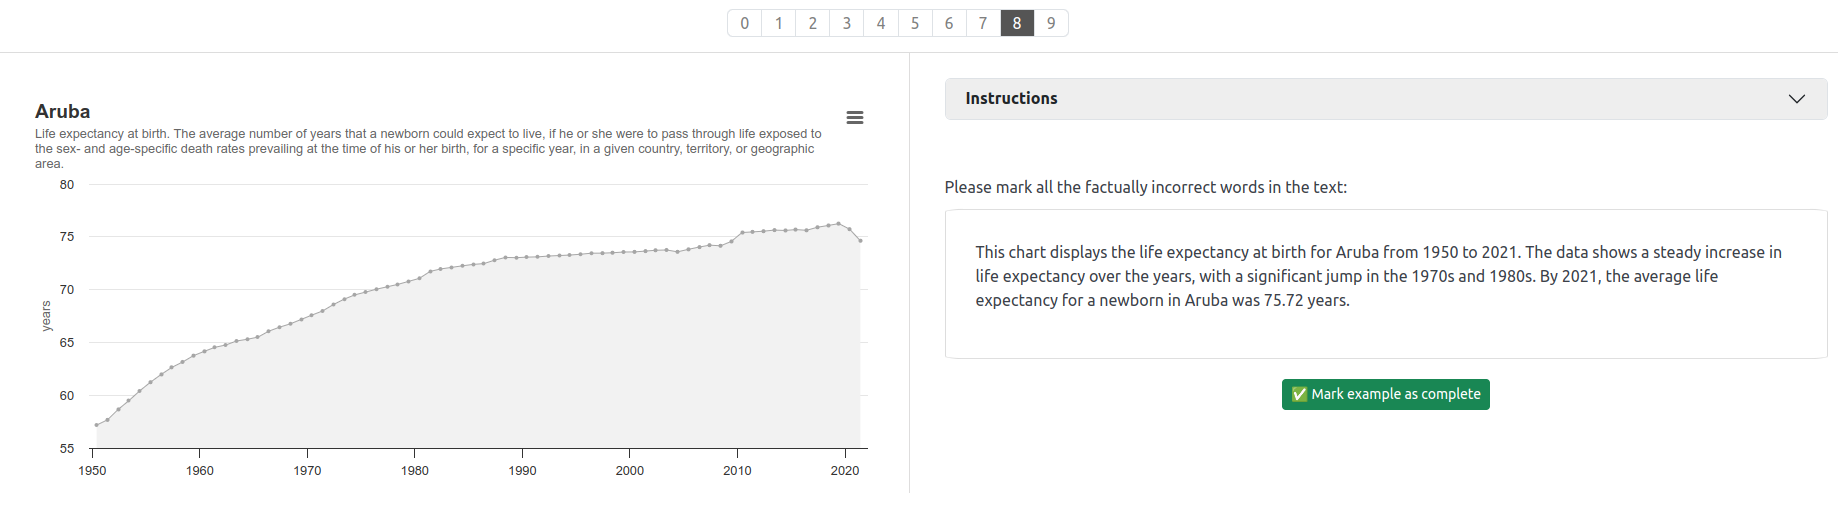 0 1 2 3 4 5 6 7 8 9
Aruba
Life expectancy at birth. The average number of years that a newborn could expect to live, if he or she were to pass through life exposed to
the sex- and age-specific death rates prevailing at the time of his or her birth, for a specific year, in a given country, territory, or geographic
area.
80
75
70
65
60
55
years
1950 1960 1970 1980 1990 2000 2010 2020
Instructions
Please mark all the factually incorrect words in the text:
This chart displays the life expectancy at birth for Aruba from 1950 to 2021. The data shows a steady increase in
life expectancy over the years, with a significant jump in the 1970s and 1980s. By 2021, the average life
expectancy for a newborn in Aruba was 75.72 years.
✅ Mark example as complete